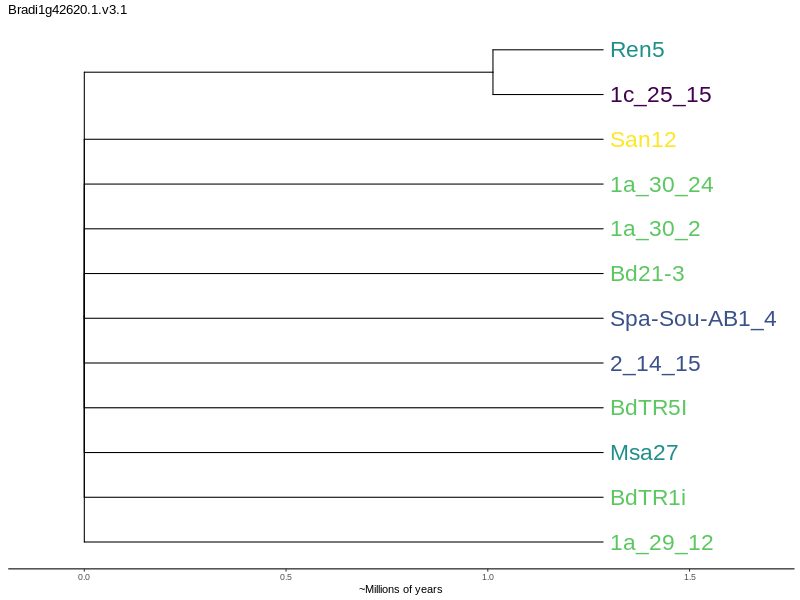 Bradi1g42620.1.v3.1
Ren5
1c_25_15
San12
1a_30_24
1a_30_2
Bd21-3
Spa-Sou-AB1_4
2_14_15
BdTR5I
Msa27
BdTR1i
1a_29_12
0.0 0.5 1.0 1.5
~Millions of years